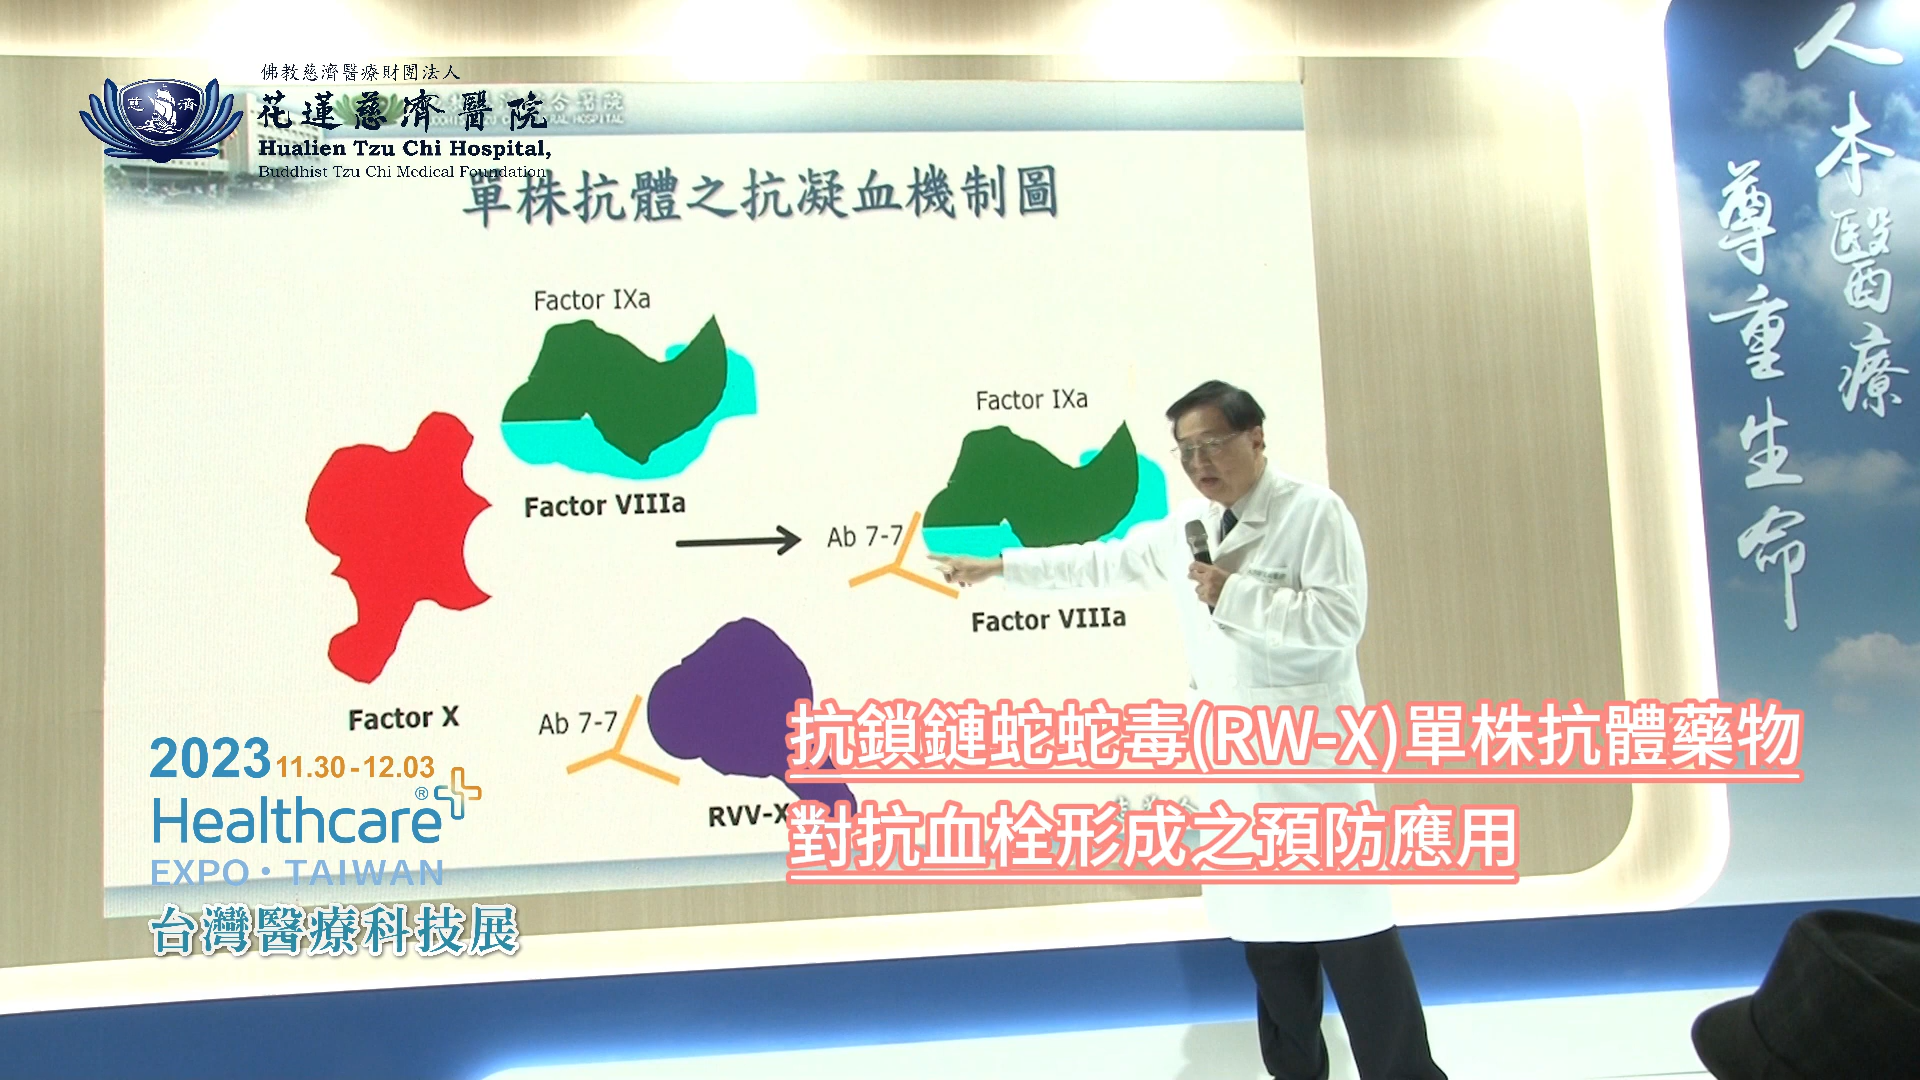 佛教慈濟醫療財團法人
花蓮慈濟醫院
Hualien Tzu Chi Hospital,
Buddhist Tzu Chi Medical Foundation
單株抗體之抗凝血機制圖
Factor IXa
Factor VIIIa
Factor X
Factor IXa
Ab 7-7
Factor VIIIa
Ab 7-7
RVV-X
人本醫療
尊重生命
抗鎖鏈蛇蛇毒(RW-X)單株抗體藥物
對抗血栓形成之預防應用
2023 11.30-12.03
Healthcare®
EXPO・TAIWAN
台灣醫療科技展